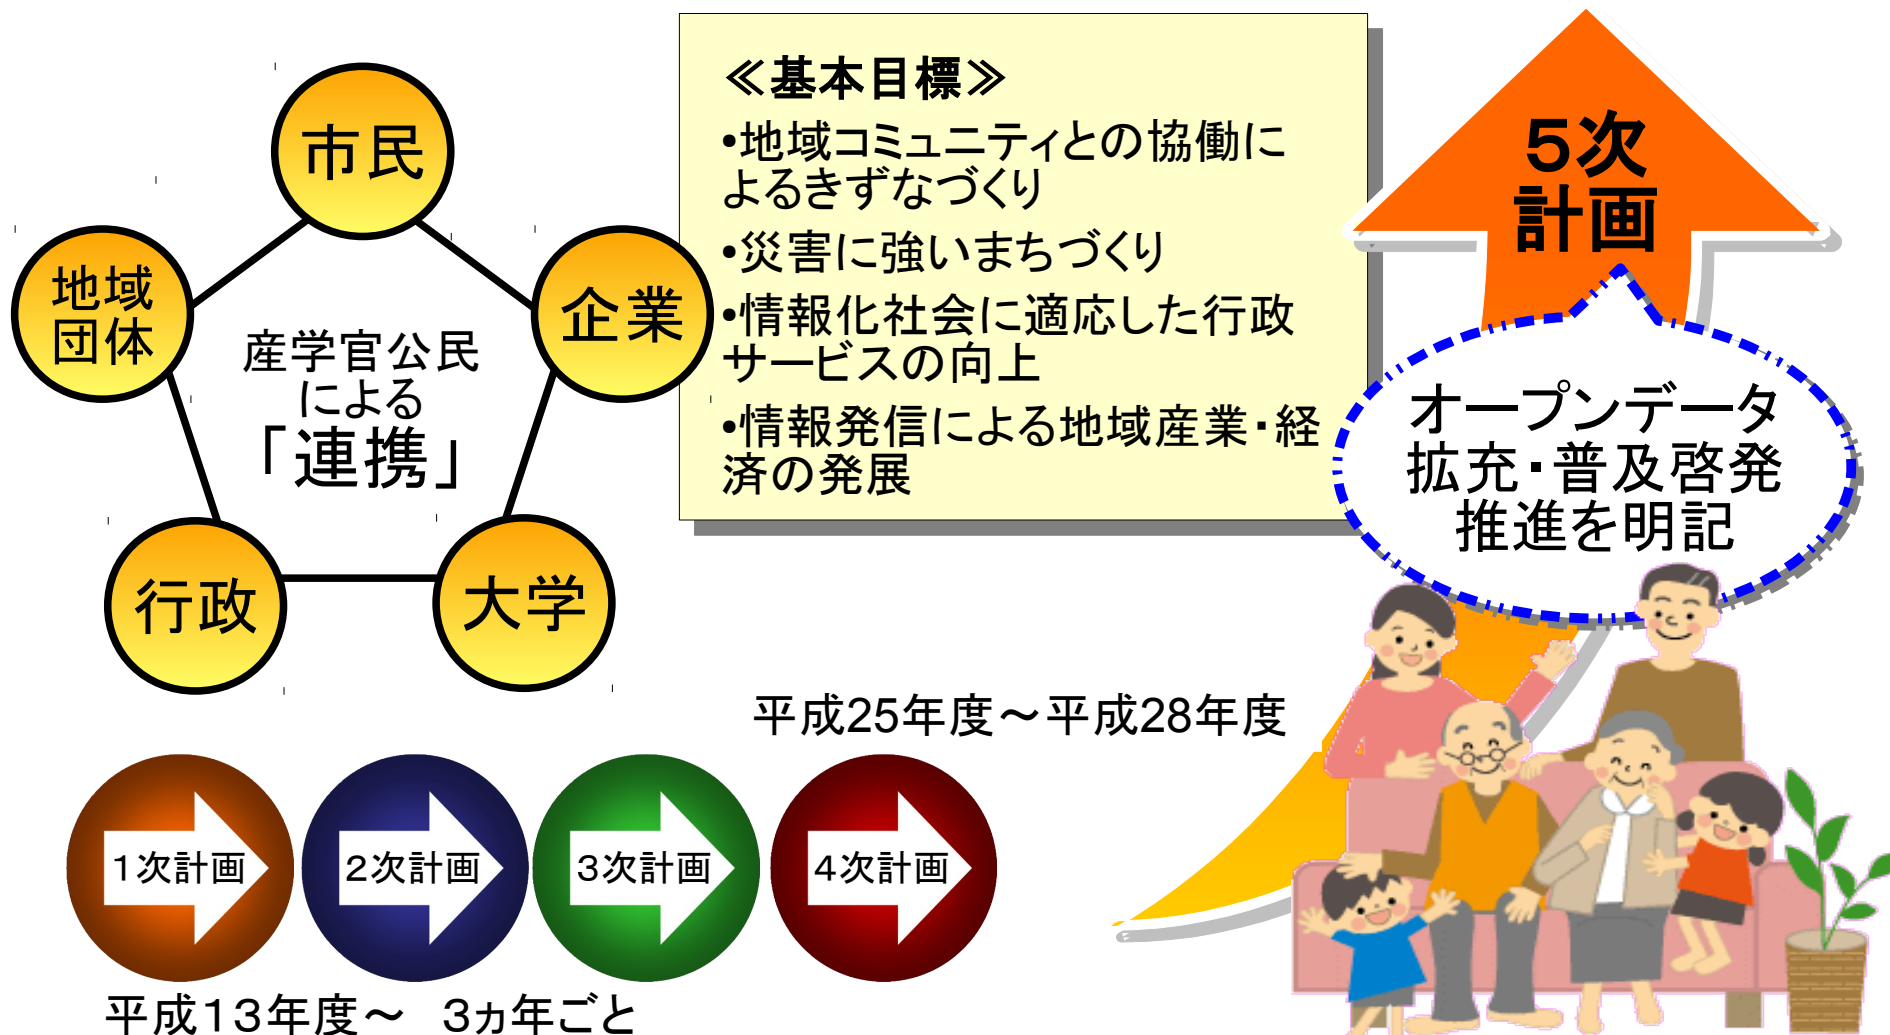 市民
地域
団体
企業
産学官公民
による
「連携」
行政
大学
≪基本目標≫
•地域コミュニティとの協働に
よるきずなづくり
•災害に強いまちづくり
•情報化社会に適応した行政
サービスの向上
•情報発信による地域産業・経
済の発展
５次
計画
オープンデータ
拡充・普及啓発
推進を明記
平成25年度～平成28年度
１次計画
２次計画
３次計画
４次計画
平成１３年度～　３ヵ年ごと